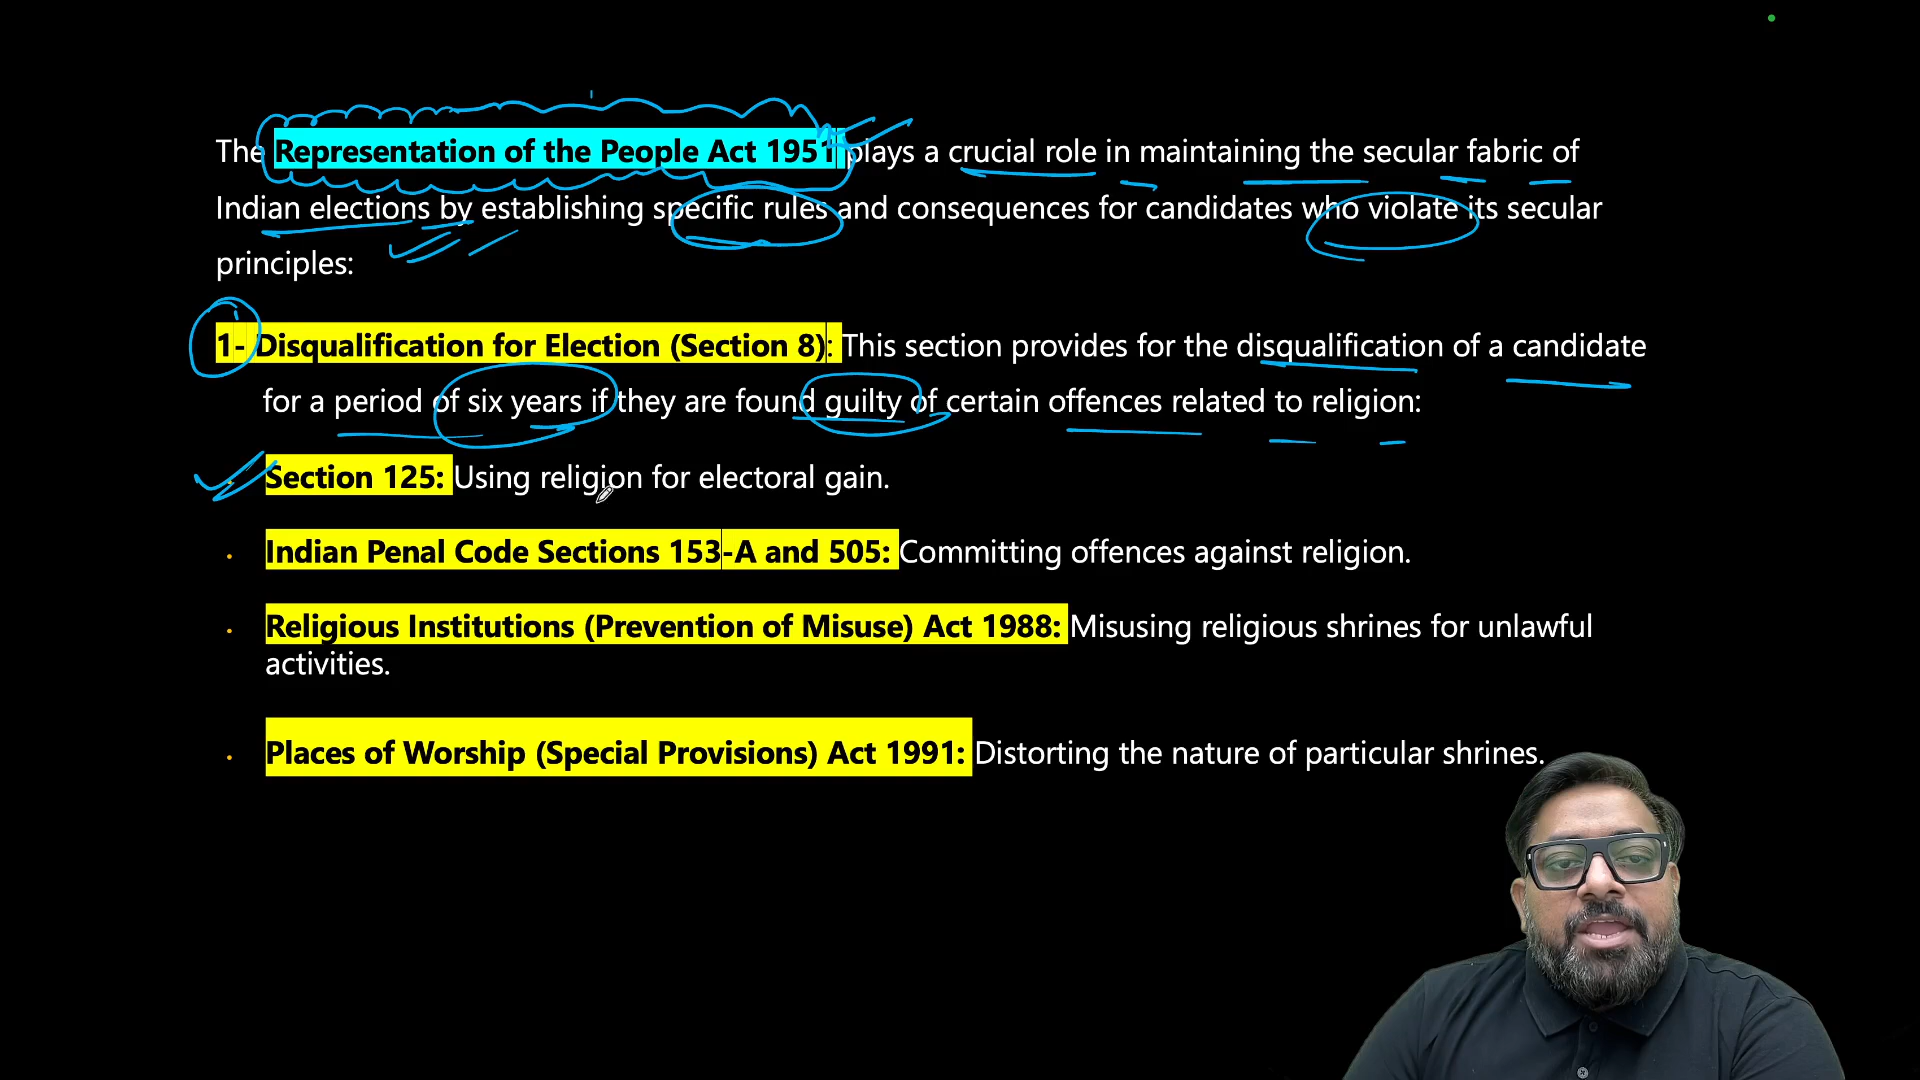 The Representation of the People Act 1951 plays a crucial role in maintaining the secular fabric of
Indian elections by establishing specific rules and consequences for candidates who violate its secular
principles:
1- Disqualification for Election (Section 8): This section provides for the disqualification of a candidate
for a period of six years if they are found guilty of certain offences related to religion:
Section 125: Using religion for electoral gain.
• Indian Penal Code Sections 153-A and 505: Committing offences against religion.
• Religious Institutions (Prevention of Misuse) Act 1988: Misusing religious shrines for unlawful
activities.
• Places of Worship (Special Provisions) Act 1991: Distorting the nature of particular shrines.